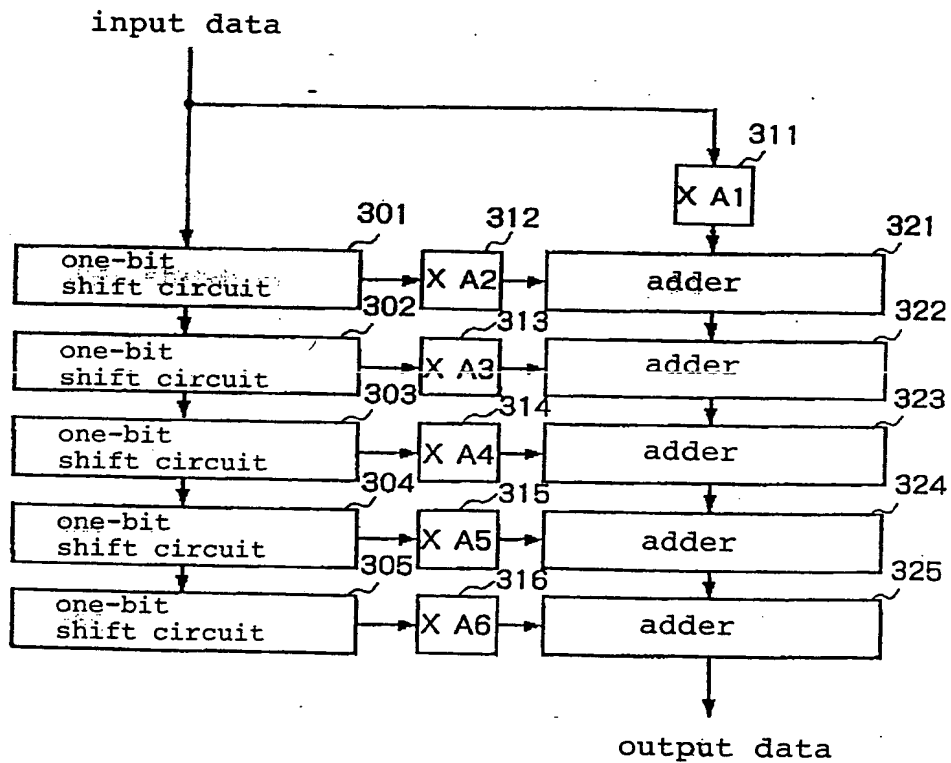 input data
311
X A1
301
312
321
one-bit
shift circuit
X A2
adder
302
313
322
one-bit
shift circuit
X A3
adder
303
314
323
one-bit
shift circuit
X A4
adder
304
315
324
one-bit
shift circuit
X A5
adder
305
316
325
one-bit
shift circuit
X A6
adder
output data